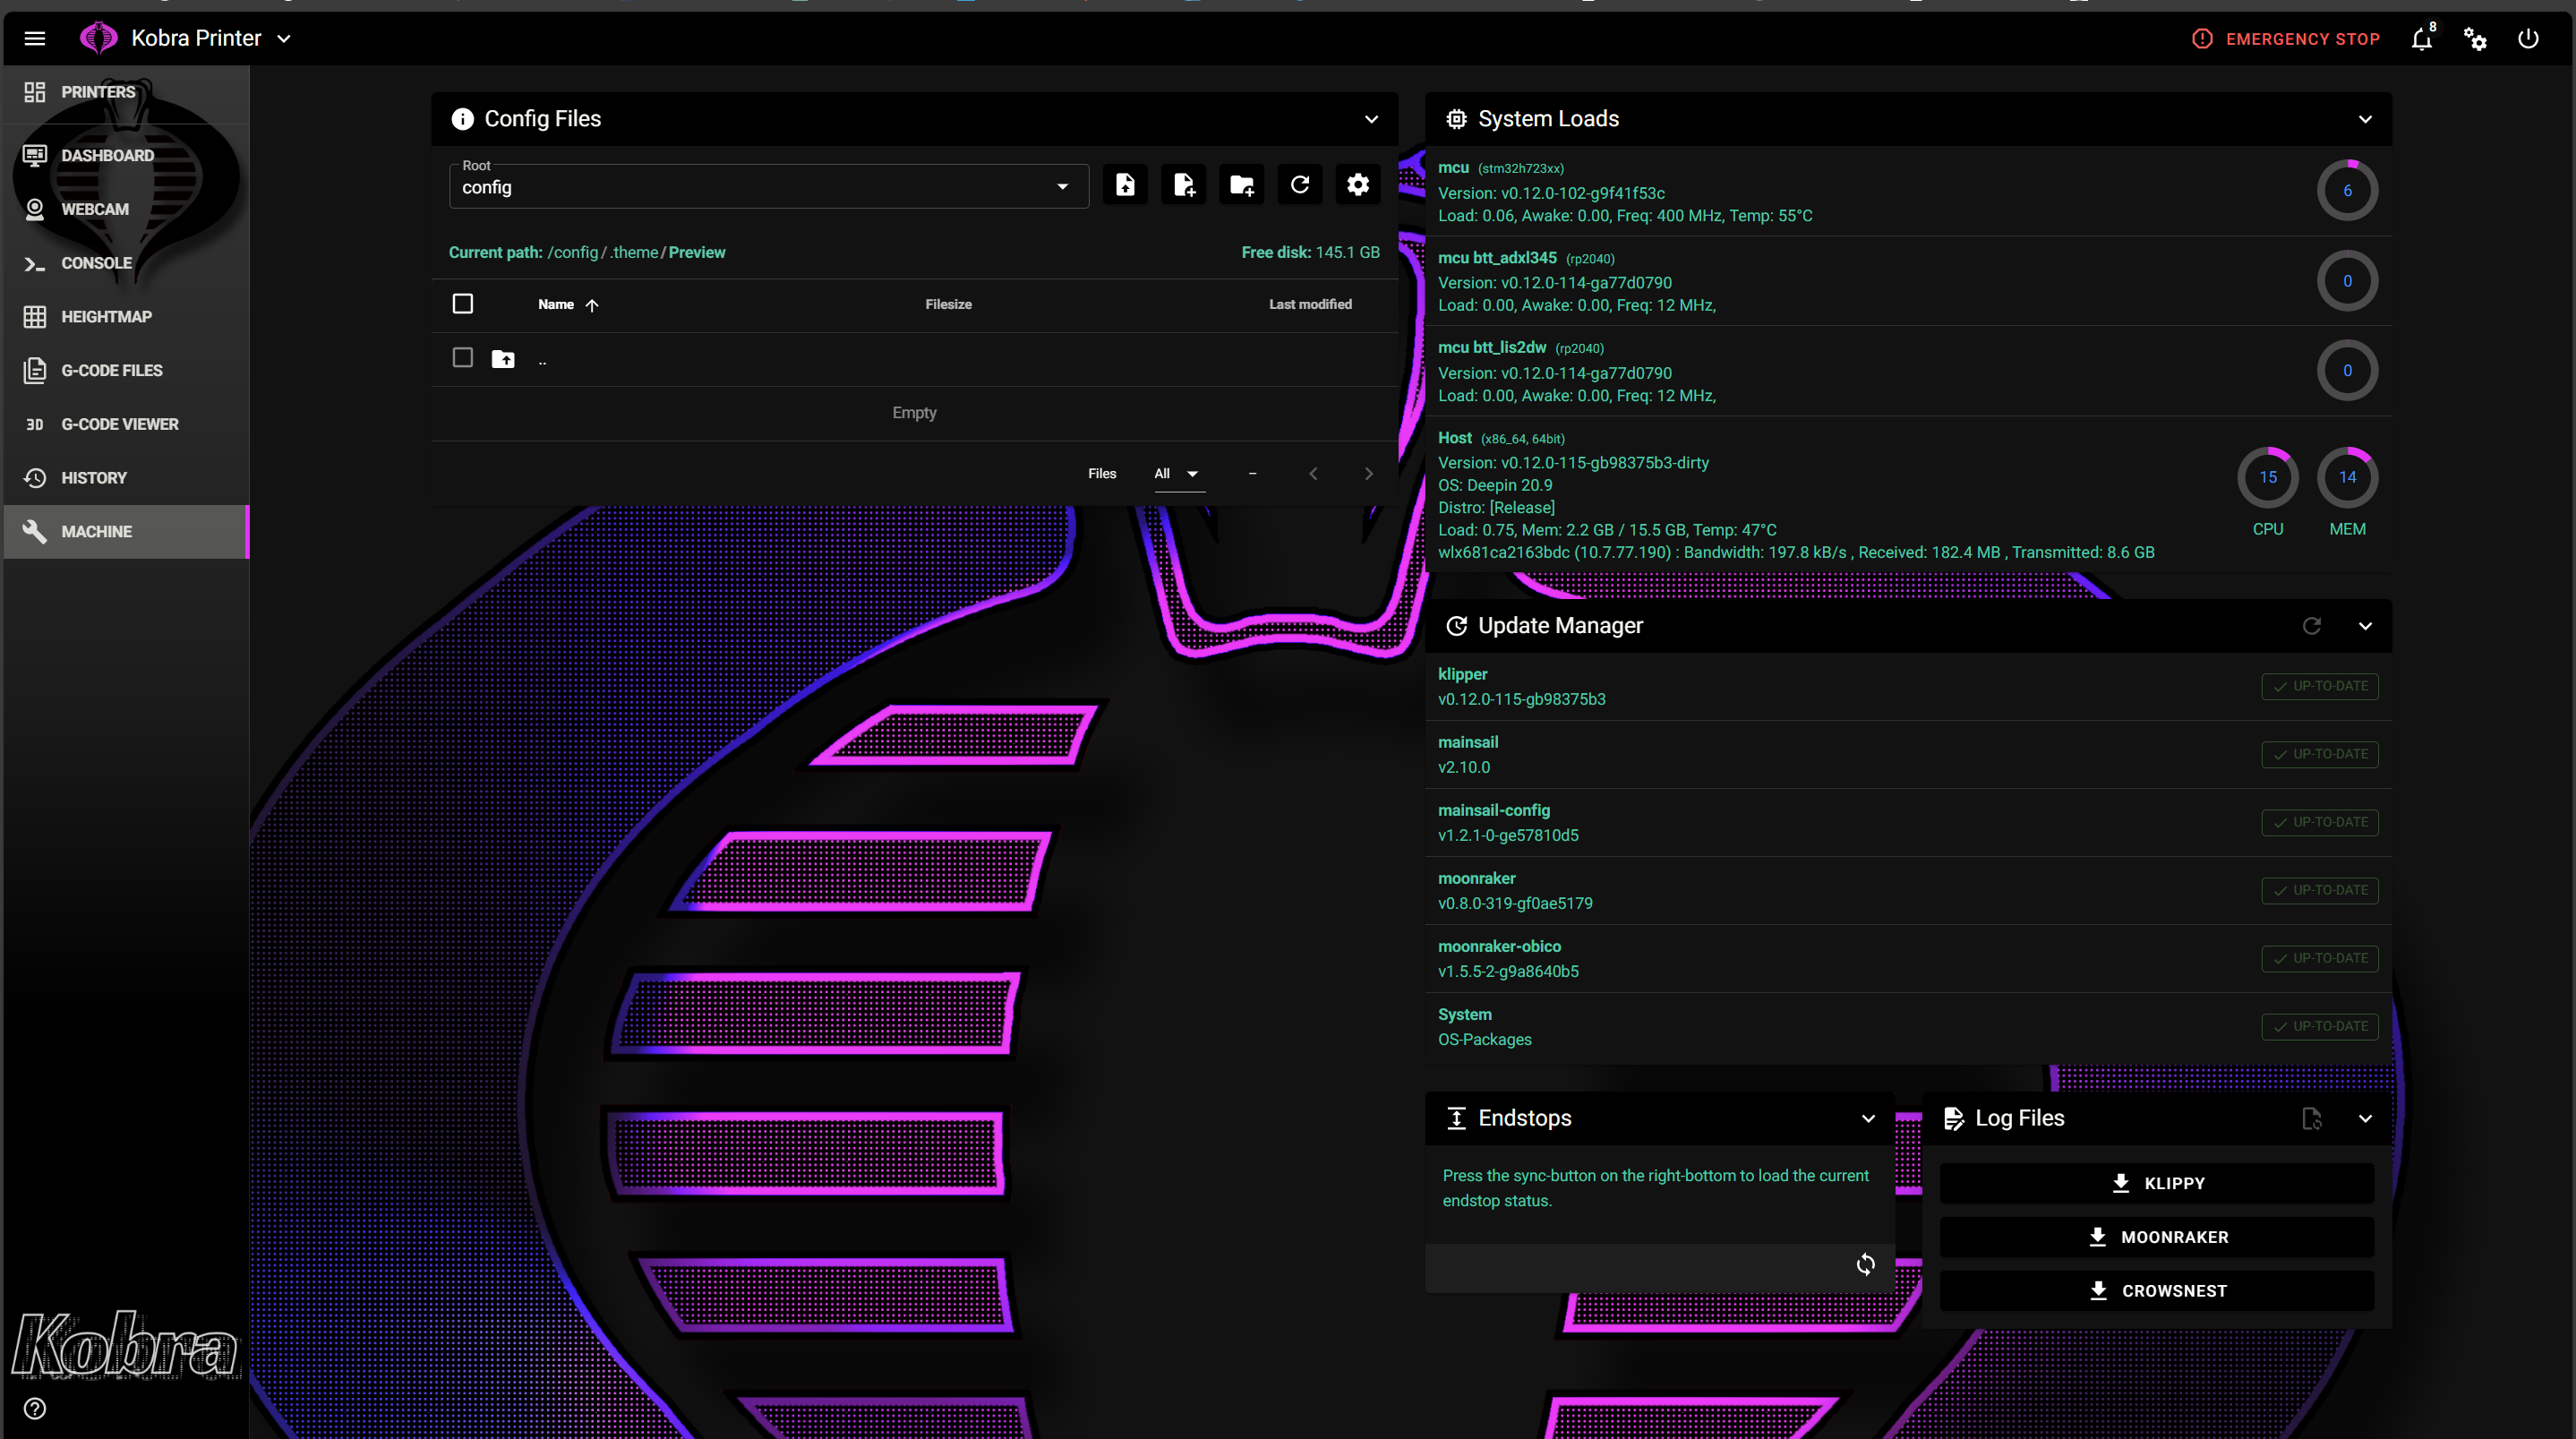 Kobra Printer
EMERGENCY STOP
8
PRINTERS
DASHBOARD
WEBCAM
CONSOLE
HEIGHTMAP
G-CODE FILES
3D G-CODE VIEWER
HISTORY
MACHINE
Kobra
Config Files
Root
config
Current path: /config / .theme / Preview
Free disk: 145.1 GB
Name
Filesize
Last modified
..
Empty
Files
All
–
System Loads
mcu (stm32h723xx)
Version: v0.12.0-102-g9f41f53c
Load: 0.06, Awake: 0.00, Freq: 400 MHz, Temp: 55°C
6
mcu btt_adxl345 (rp2040)
Version: v0.12.0-114-ga77d0790
Load: 0.00, Awake: 0.00, Freq: 12 MHz,
0
mcu btt_lis2dw (rp2040)
Version: v0.12.0-114-ga77d0790
Load: 0.00, Awake: 0.00, Freq: 12 MHz,
0
Host (x86_64, 64bit)
Version: v0.12.0-115-gb98375b3-dirty
OS: Deepin 20.9
Distro: [Release]
Load: 0.75, Mem: 2.2 GB / 15.5 GB, Temp: 47°C
wlx681ca2163bdc (10.7.77.190) : Bandwidth: 197.8 kB/s , Received: 182.4 MB , Transmitted: 8.6 GB
15
CPU
14
MEM
Update Manager
klipper
v0.12.0-115-gb98375b3
UP-TO-DATE
mainsail
v2.10.0
UP-TO-DATE
mainsail-config
v1.2.1-0-ge57810d5
UP-TO-DATE
moonraker
v0.8.0-319-gf0ae5179
UP-TO-DATE
moonraker-obico
v1.5.5-2-g9a8640b5
UP-TO-DATE
System
OS-Packages
UP-TO-DATE
Endstops
Press the sync-button on the right-bottom to load the current
endstop status.
Log Files
KLIPPY
MOONRAKER
CROWSNEST